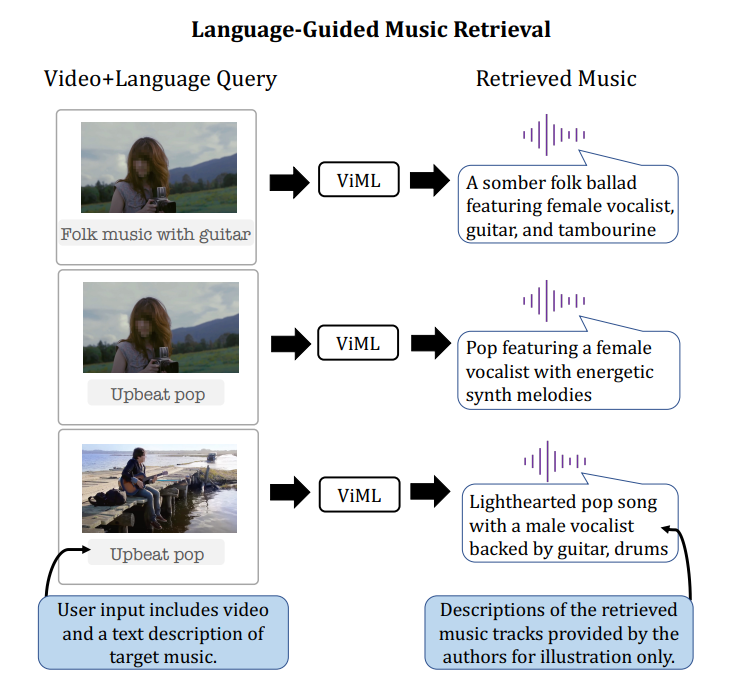 Language-Guided Music Retrieval
Video+Language Query
Retrieved Music
Folk music with guitar
ViML
A somber folk ballad
featuring female vocalist,
guitar, and tambourine
Upbeat pop
ViML
Pop featuring a female
vocalist with energetic
synth melodies
Upbeat pop
ViML
Lighthearted pop song
with a male vocalist
backed by guitar, drums
User input includes video
and a text description of
target music.
Descriptions of the retrieved
music tracks provided by the
authors for illustration only.